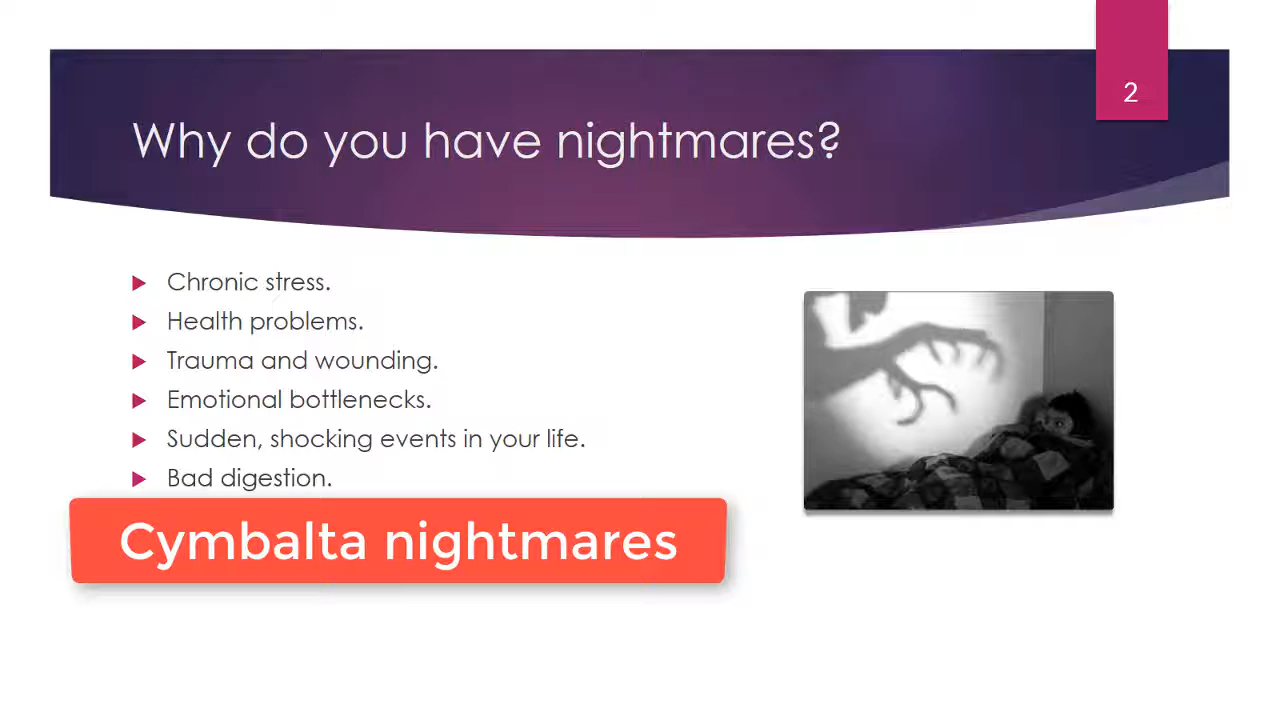 2
Why do you have nightmares?
Chronic stress.
Health problems.
Trauma and wounding.
Emotional bottlenecks.
Sudden, shocking events in your life.
Bad digestion.
Cymbalta nightmares